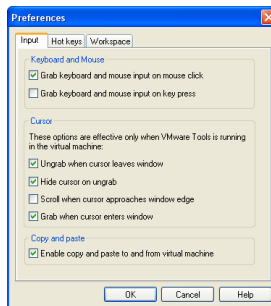 Preferences
Input Hot keys Workspace
Keyboard and Mouse
Grab keyboard and mouse input on mouse click
Grab keyboard and mouse input on key press
Cursor
These options are effective only when VMware Tools is running
in the virtual machine:
Ungrab when cursor leaves window
Hide cursor on ungrab
Scroll when cursor approaches window edge
Grab when cursor enters window
Copy and paste
Enable copy and paste to and from virtual machine
OK Cancel Help